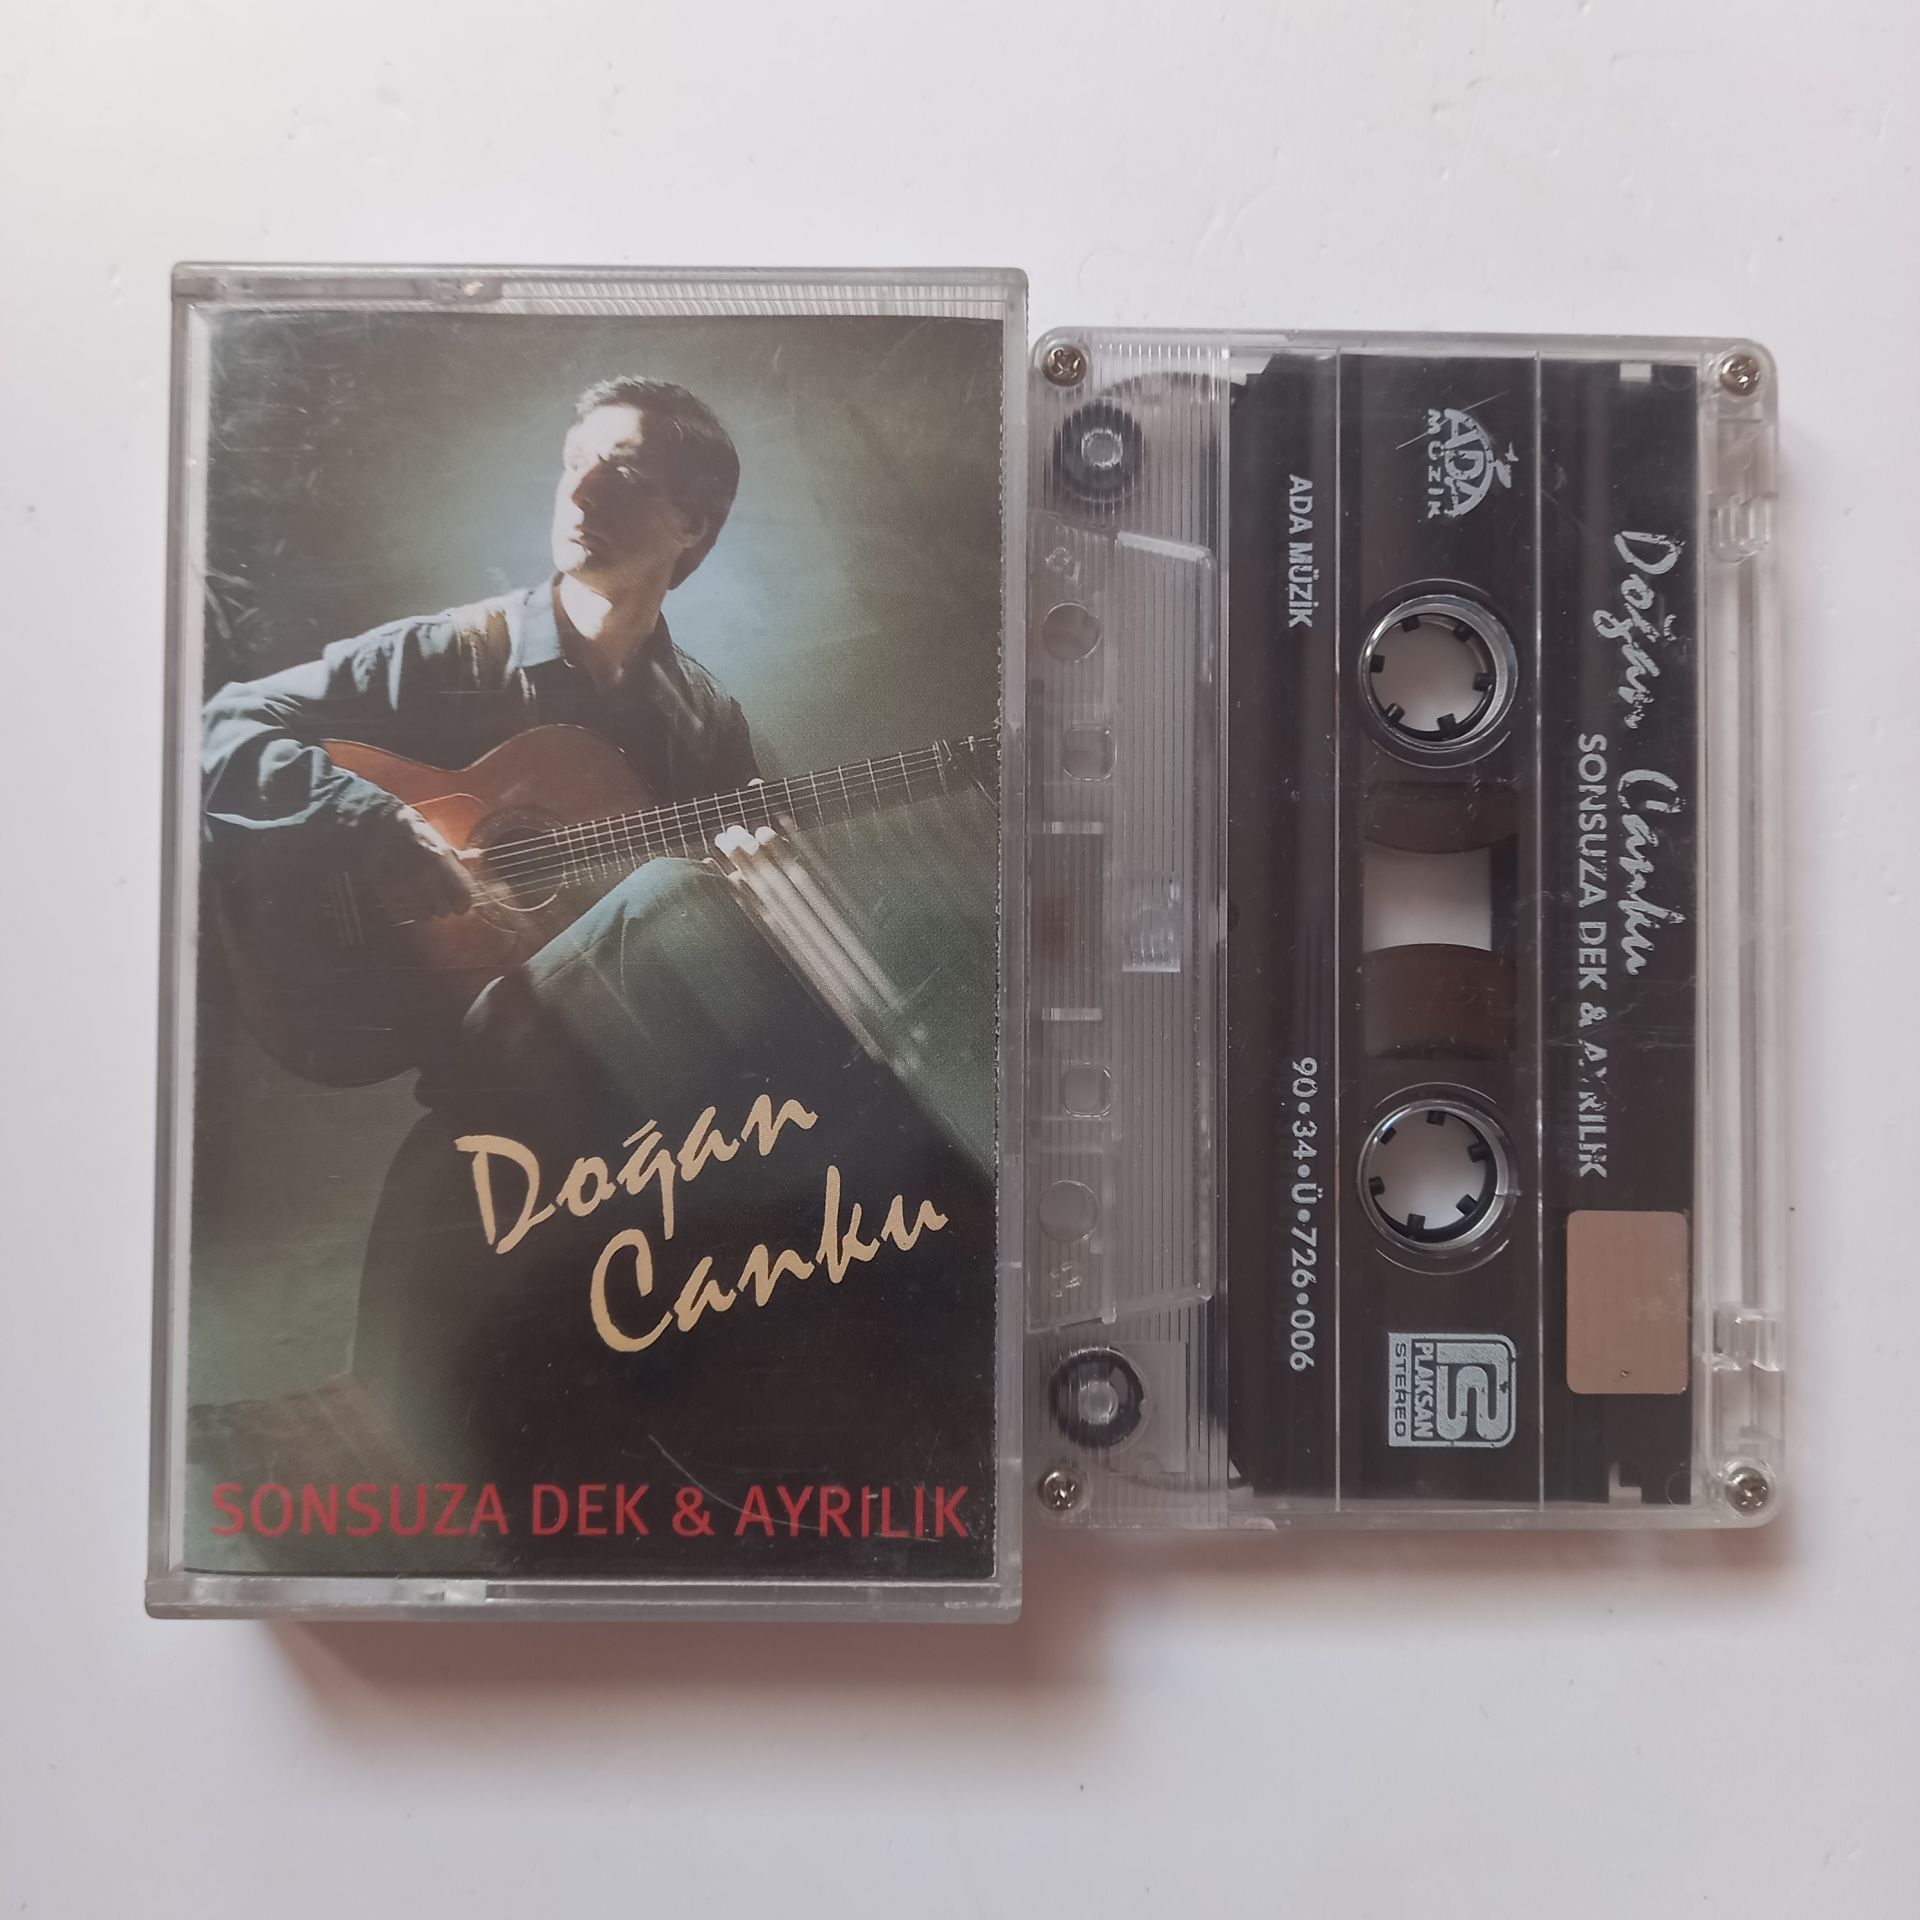 Doğan
Canku
SONSUZA DEK & AYRILIK
Doğan Canku
SONSUZA DEK & AYRILIK
ADA
MÜZİK
PLAKSAN
STEREO
ADA MÜZİK
90•34•Ü•726•006